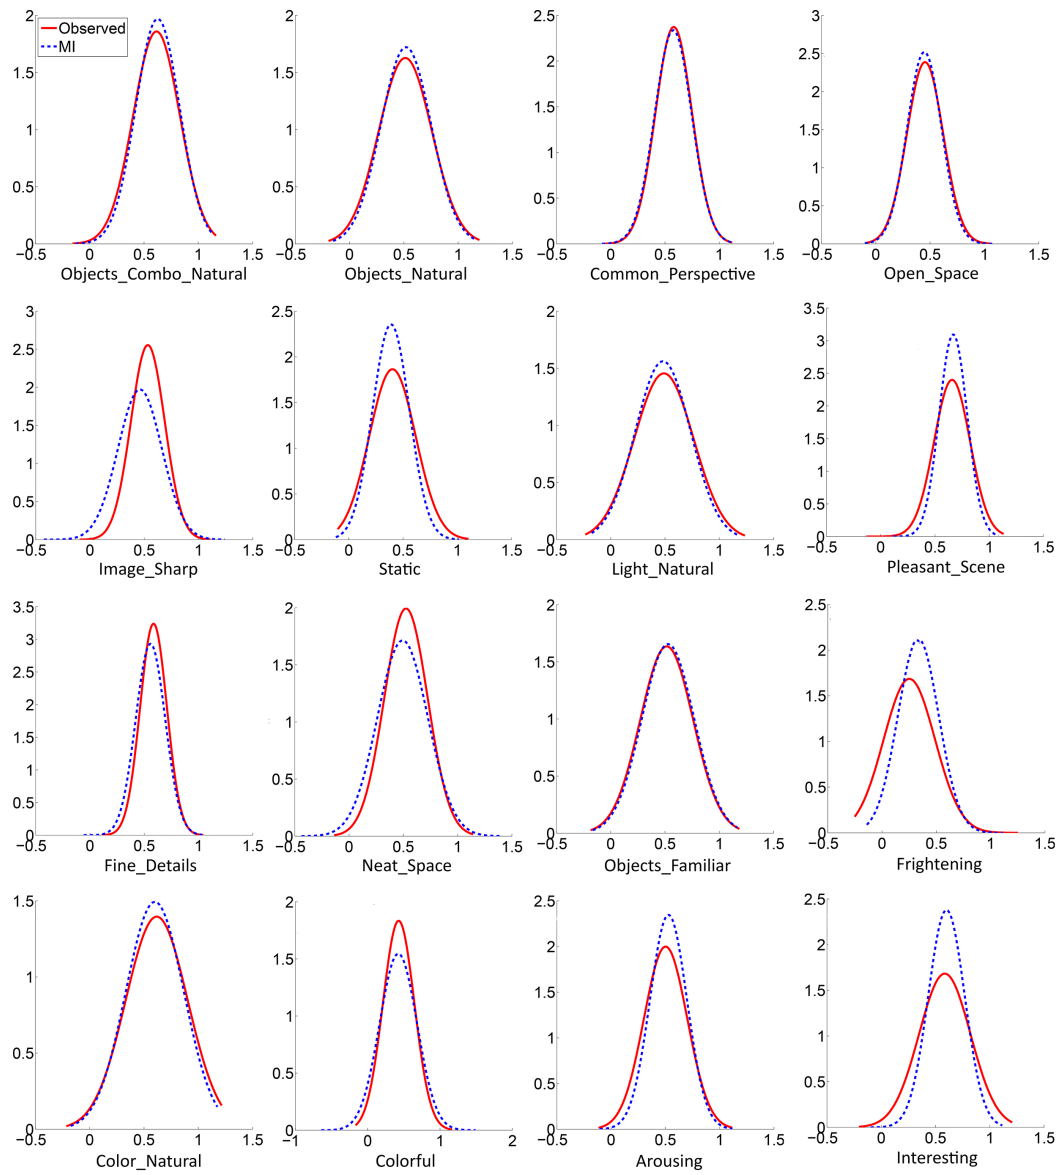 2
2
2.5
3
Observed
MI
2.5
2.5
1.5
1.5
2
2
1.5
1.5
1
1
1
1
0.5
0.5
0.5
0.5
0
−0.5 0 0.5 1 1.5
0
−0.5 0 0.5 1 1.5
0
−0.5 0 0.5 1 1.5
0
−0.5 0 0.5 1 1.5
Objects_Combo_Natural
Objects_Natural
Common_Perspective
Open_Space
3
2.5
2
1.5
1
0.5
0
−0.5 0 0.5 1 1.5
Image_Sharp
2.5
2
1.5
1
0.5
0
−0.5 0 0.5 1 1.5
Static
2
1.5
1
0.5
0
−0.5 0 0.5 1 1.5
Light_Natural
3.5
3
2.5
2
1.5
1
0.5
0
−0.5 0 0.5 1 1.5
Pleasant_Scene
3.5
3
2.5
2
1.5
1
0.5
0
−0.5 0 0.5 1 1.5
Fine_Details
2
1.5
1
0.5
0
−0.5 0 0.5 1 1.5
Neat_Space
2
1.5
1
0.5
0
−0.5 0 0.5 1 1.5
Objects_Familiar
2.5
2
1.5
1
0.5
0
−0.5 0 0.5 1 1.5
Frightening
1.5
1
0.5
0
−0.5 0 0.5 1 1.5
Color_Natural
2
1.5
1
0.5
0
−1 0 1 2
Colorful
2.5
2
1.5
1
0.5
0
−0.5 0 0.5 1 1.5
Arousing
2.5
2
1.5
1
0.5
0
−0.5 0 0.5 1 1.5
Interesting